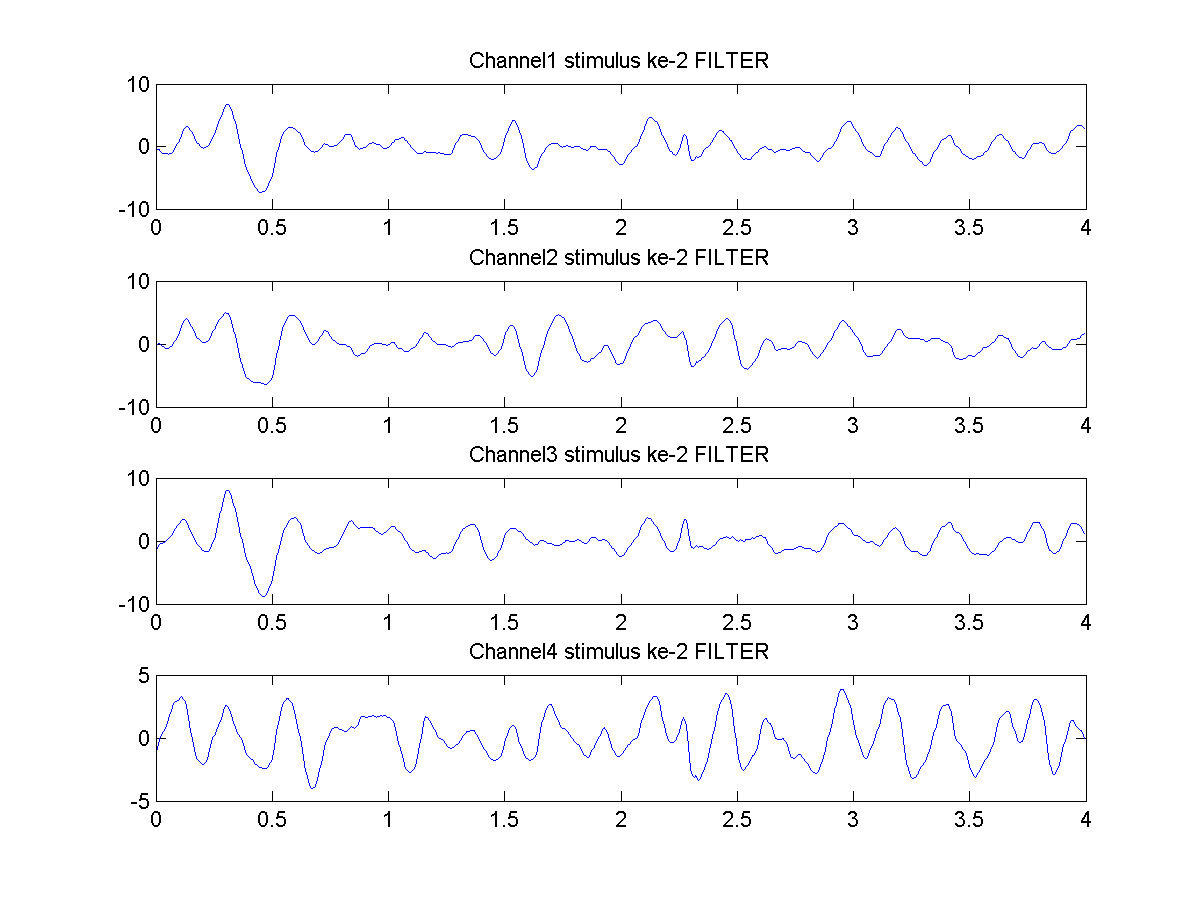 Channel1 stimulus ke-2 FILTER
10
0
-10
0 0.5 1 1.5 2 2.5 3 3.5 4
Channel2 stimulus ke-2 FILTER
10
0
-10
0 0.5 1 1.5 2 2.5 3 3.5 4
Channel3 stimulus ke-2 FILTER
10
0
-10
0 0.5 1 1.5 2 2.5 3 3.5 4
Channel4 stimulus ke-2 FILTER
5
0
-5
0 0.5 1 1.5 2 2.5 3 3.5 4